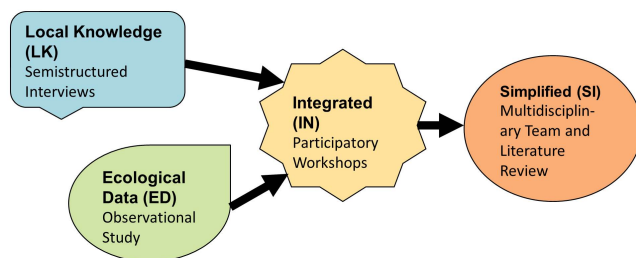 Local Knowledge
(LK)
Semistructured
Interviews
Ecological
Data (ED)
Observational
Study
Integrated
(IN)
Participatory
Workshops
Simplified (SI)
Multidisciplin-
ary Team and
Literature
Review